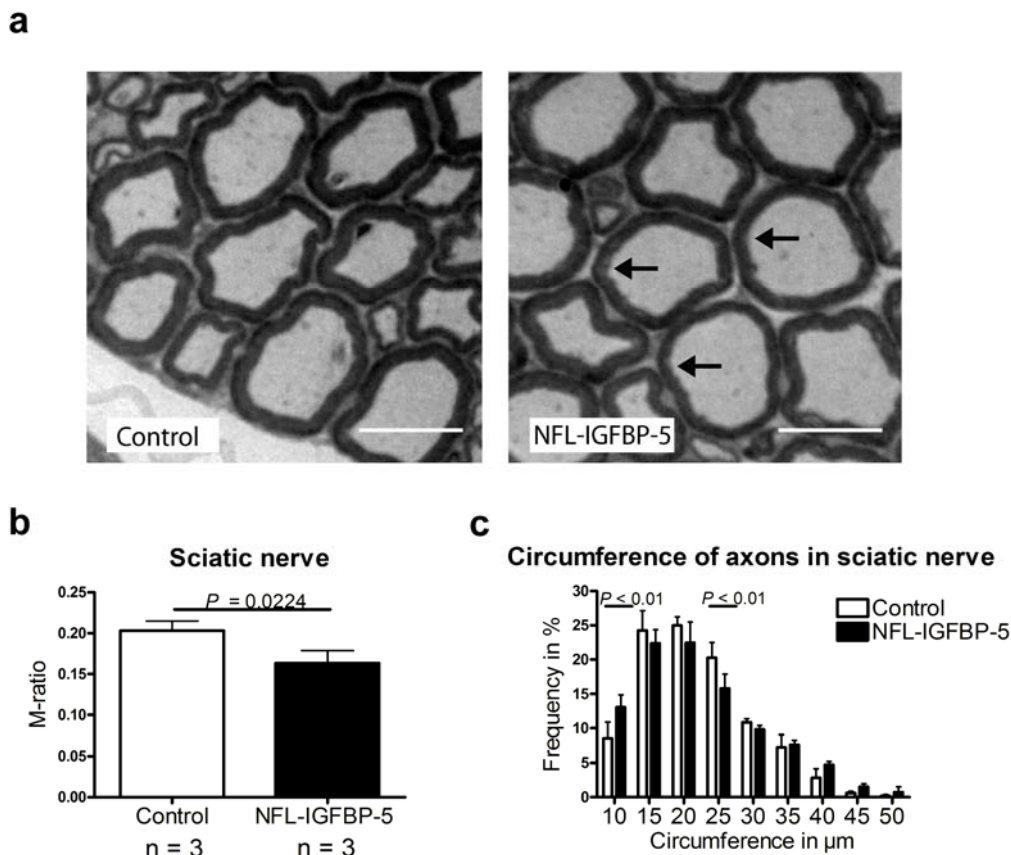 a
Control
NFL-IGFBP-5
b
Sciatic nerve
P = 0.0224
M-ratio
0.25
0.20
0.15
0.10
0.05
0.00
Control
NFL-IGFBP-5
n = 3
n = 3
c
Circumference of axons in sciatic nerve
P < 0.01
P < 0.01
Control
NFL-IGFBP-5
Frequency in %
30
25
20
15
10
5
0
10 15 20 25 30 35 40 45 50
Circumference in µm